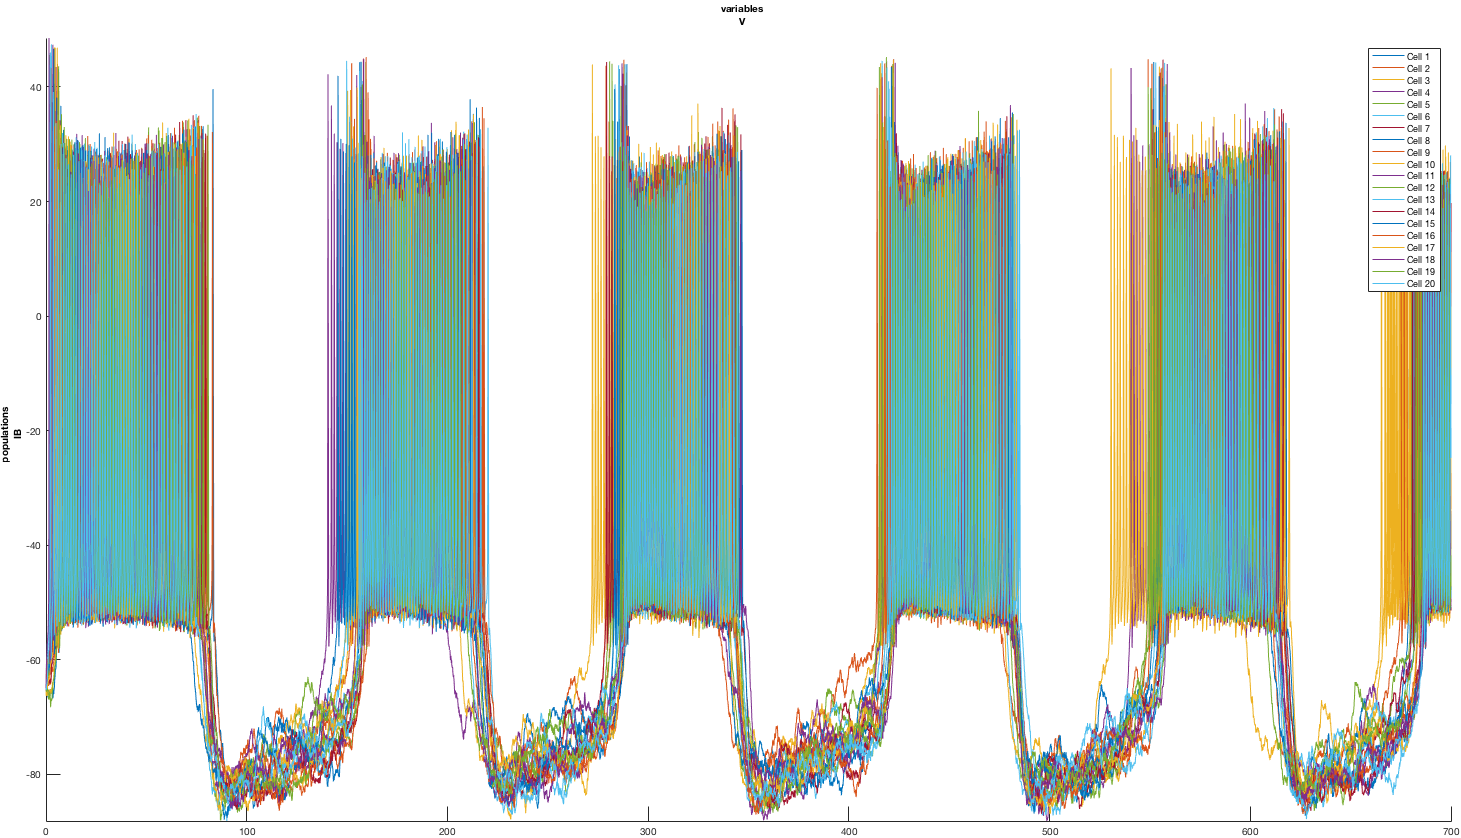 variables
V
populations
IB
40
20
0
-20
-40
-60
-80
0
100
200
300
400
500
600
700
Cell 1
Cell 2
Cell 3
Cell 4
Cell 5
Cell 6
Cell 7
Cell 8
Cell 9
Cell 10
Cell 11
Cell 12
Cell 13
Cell 14
Cell 15
Cell 16
Cell 17
Cell 18
Cell 19
Cell 20